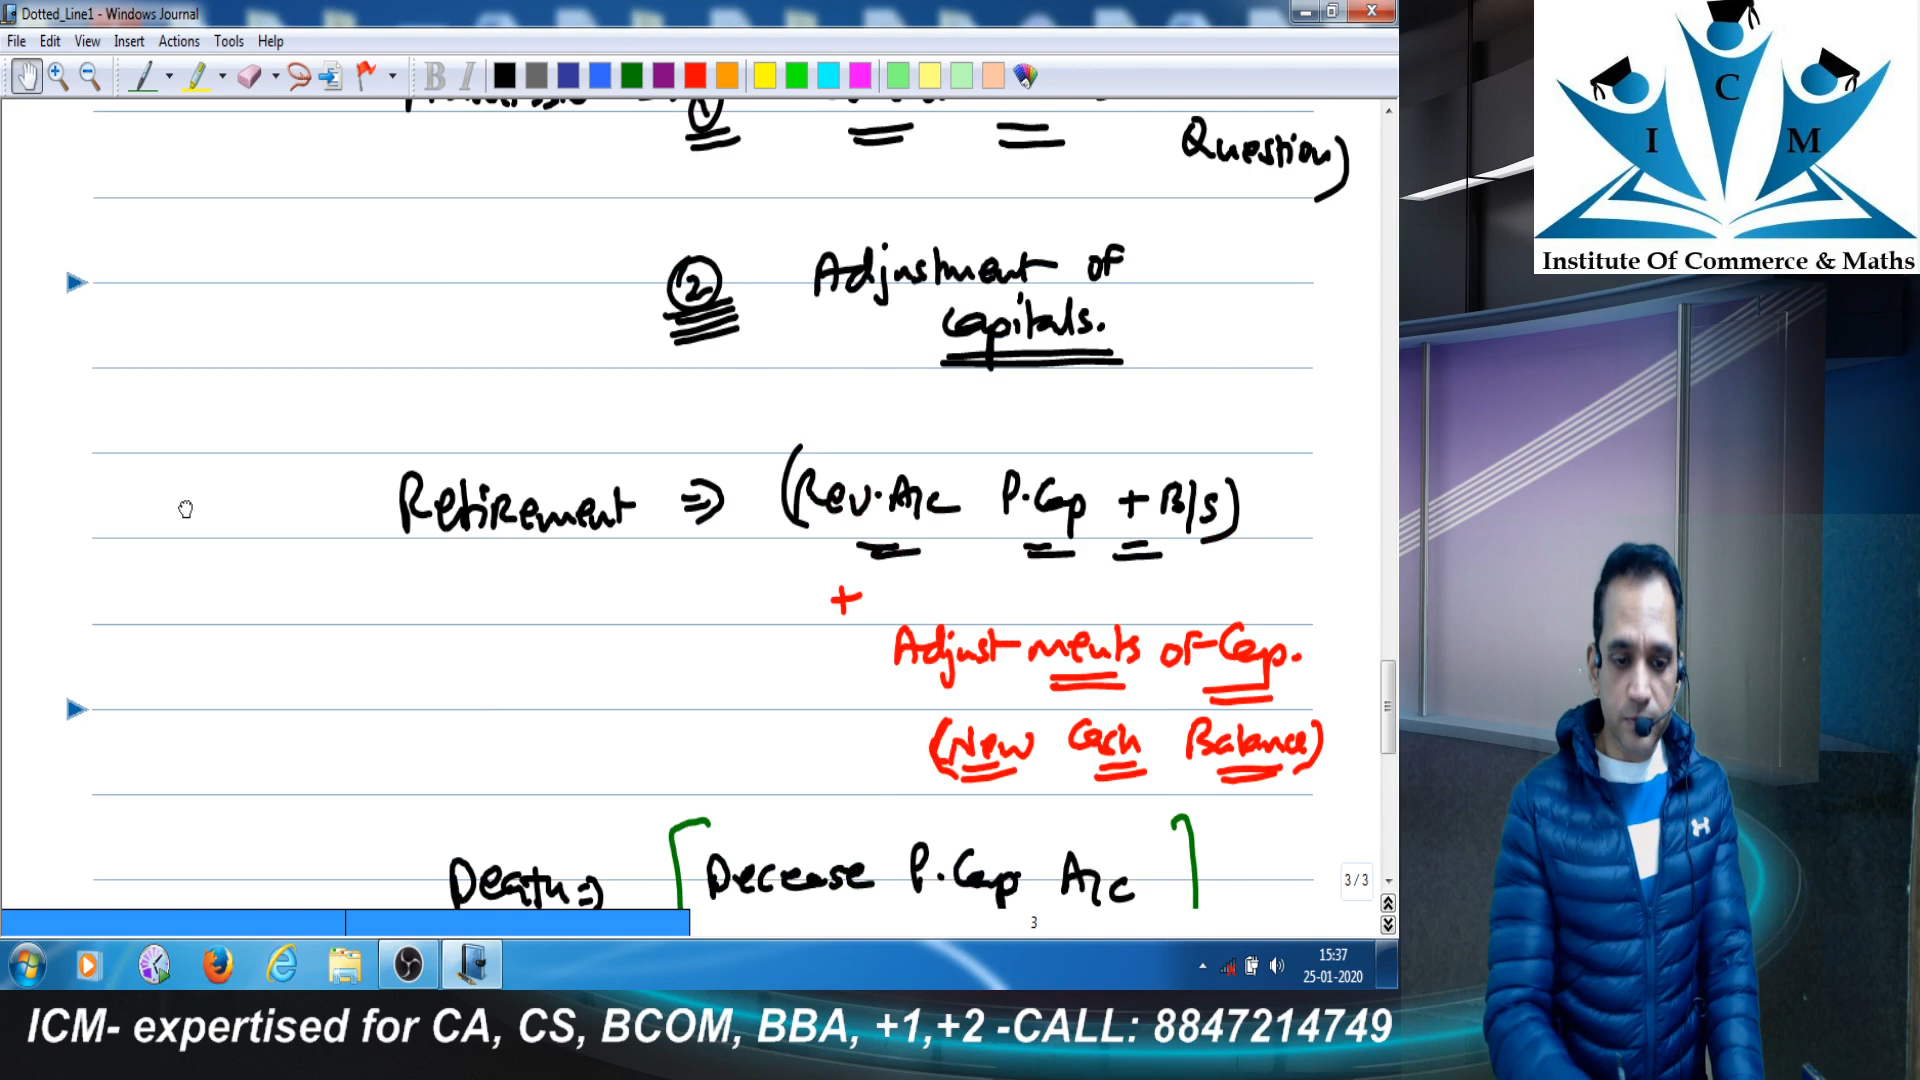 Dotted_Line1 - Windows Journal
File Edit View Insert Actions Tools Help
B I
①
Question)
② Adjustment of
capitals.
Retirement ⇒ (Rev. A/c P. Cap + B/S)
+
Adjustments of Cap.
(New Cash Balance)
Death ⇒ [Decease P. Cap A/c]
3 / 3
3
15:37
25-01-2020
I C M
Institute Of Commerce & Maths
ICM- expertised for CA, CS, BCOM, BBA, +1,+2 -CALL: 8847214749